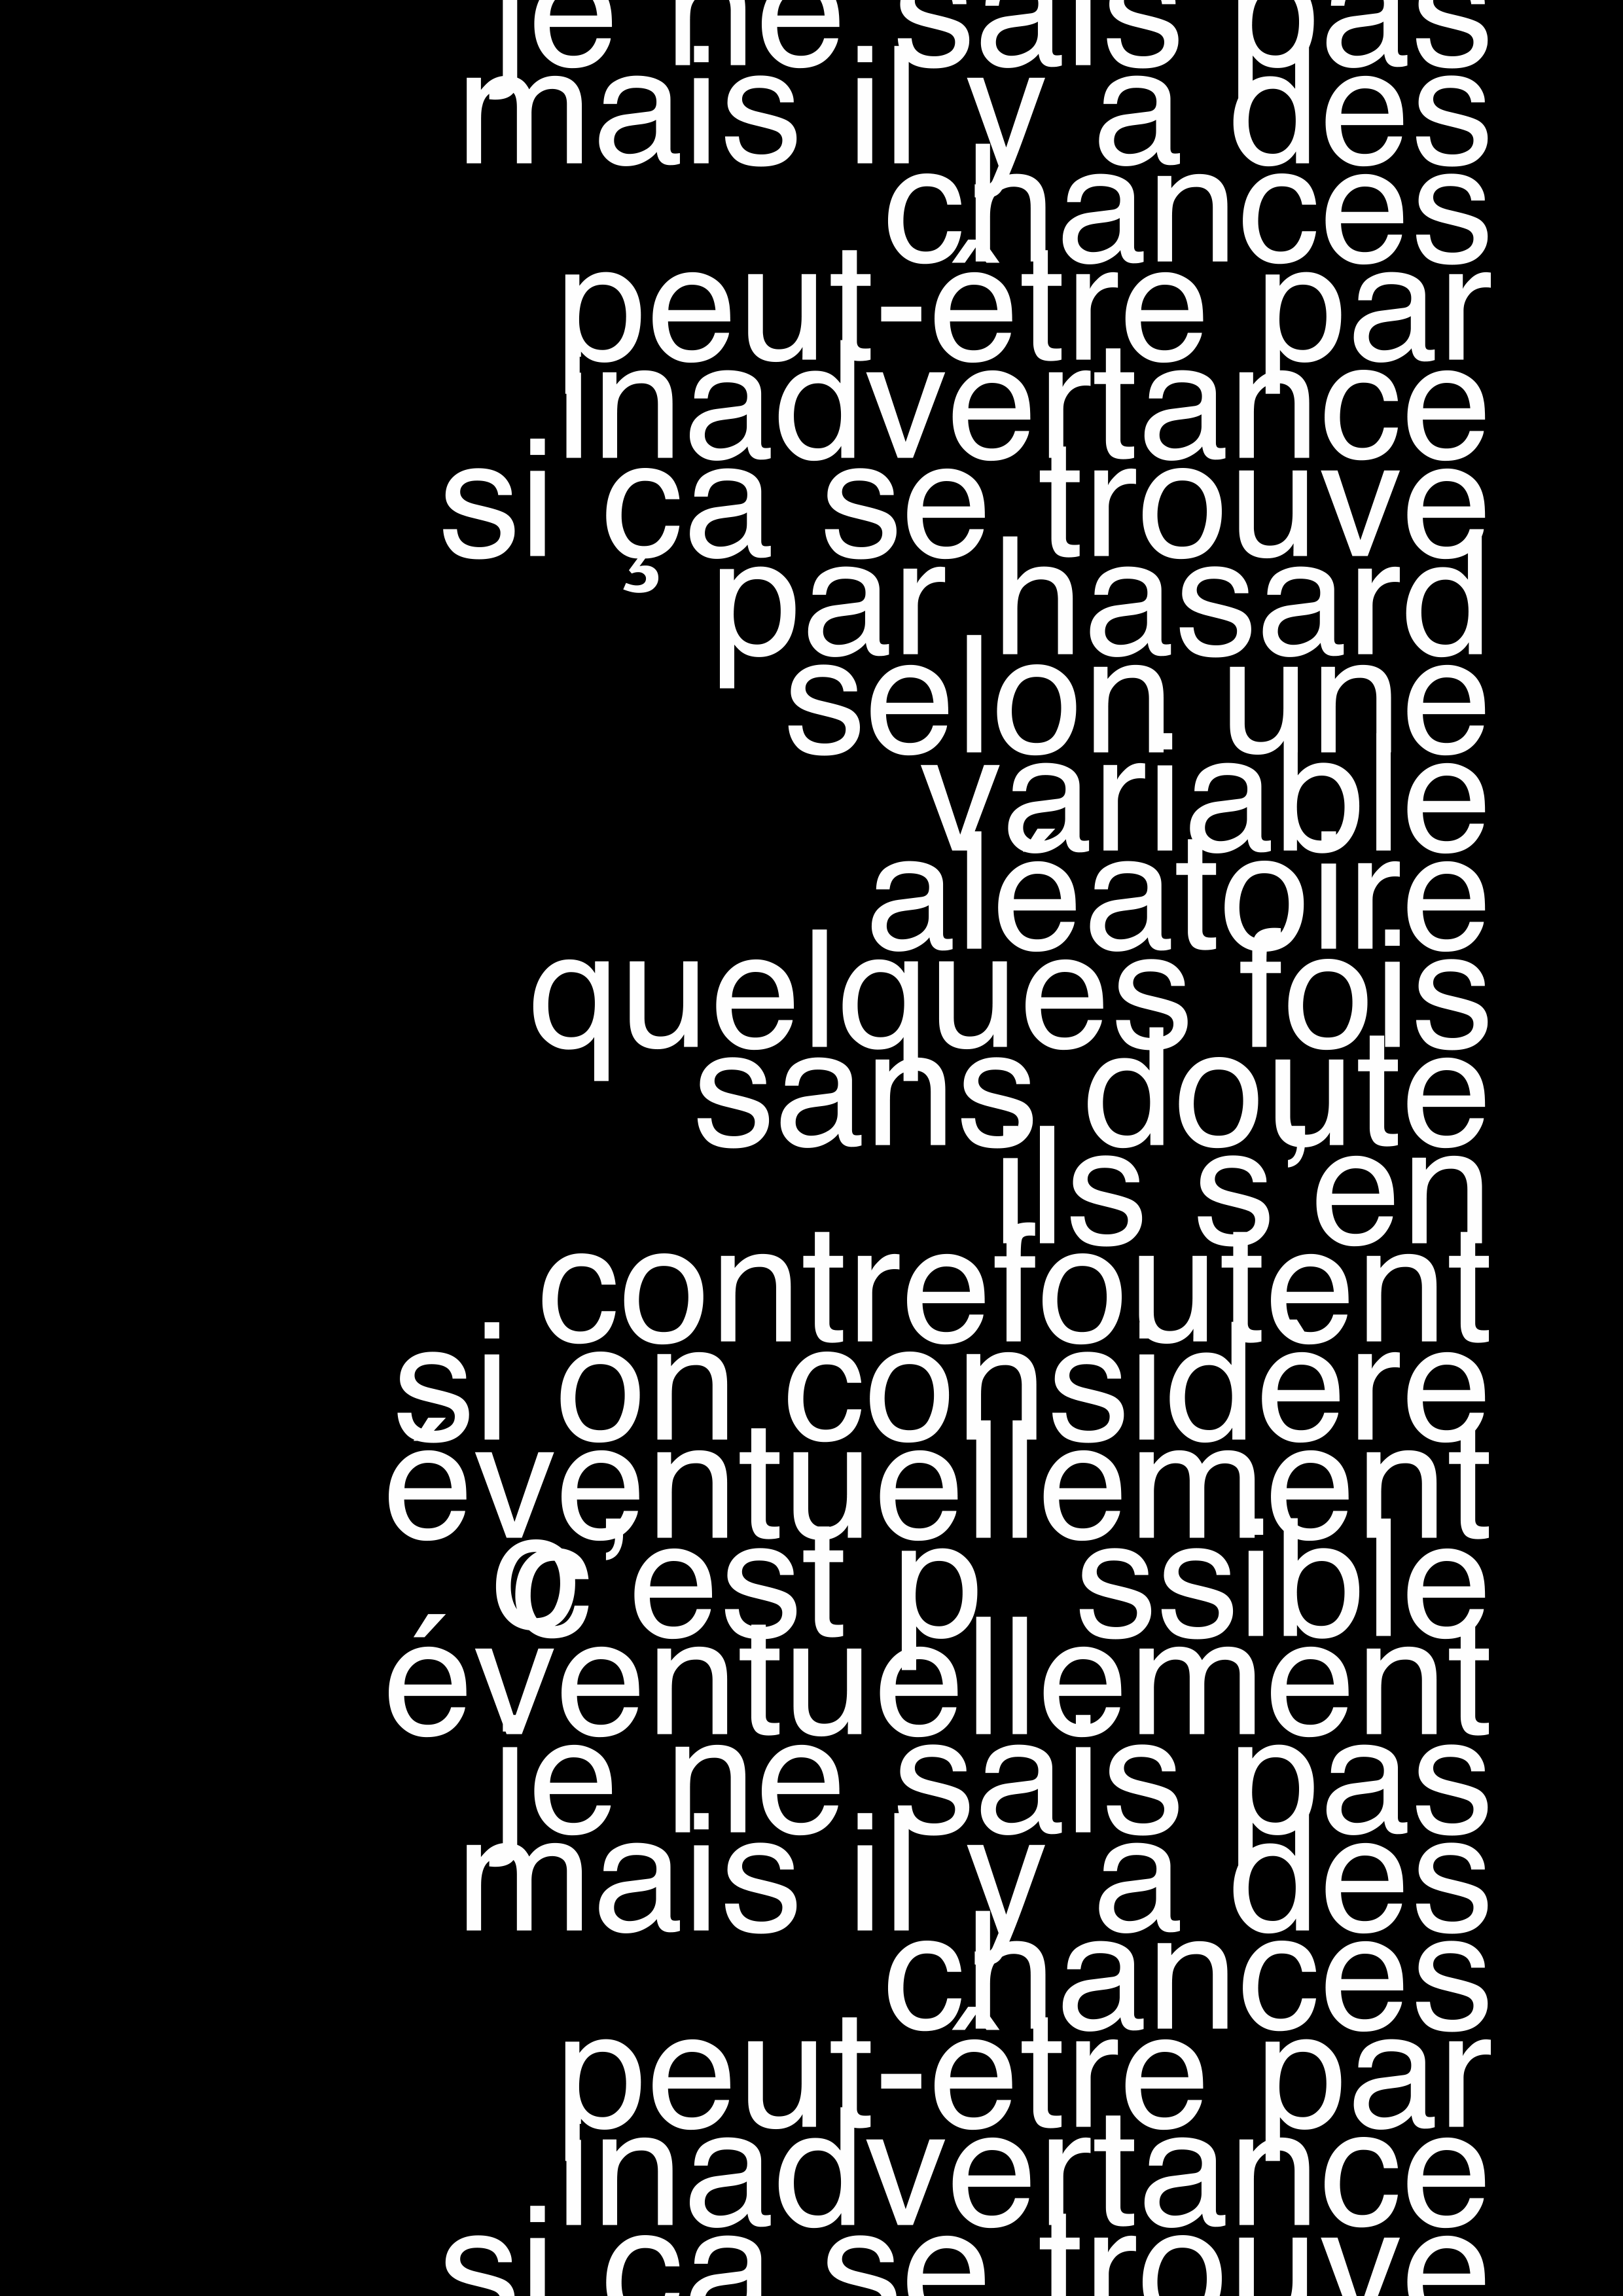 je ne sais pas
mais il y a des
chances
peut-être par
inadvertance
si ça se trouve
par hasard
selon une
variable
aléatoire
quelques fois
sans doute
ils s’en
contrefoutent
si on considère
éventuellement
oc’est p ssible
éventuellement
je ne sais pas
mais il y a des
chances
peut-être par
inadvertance
si ça se trouve